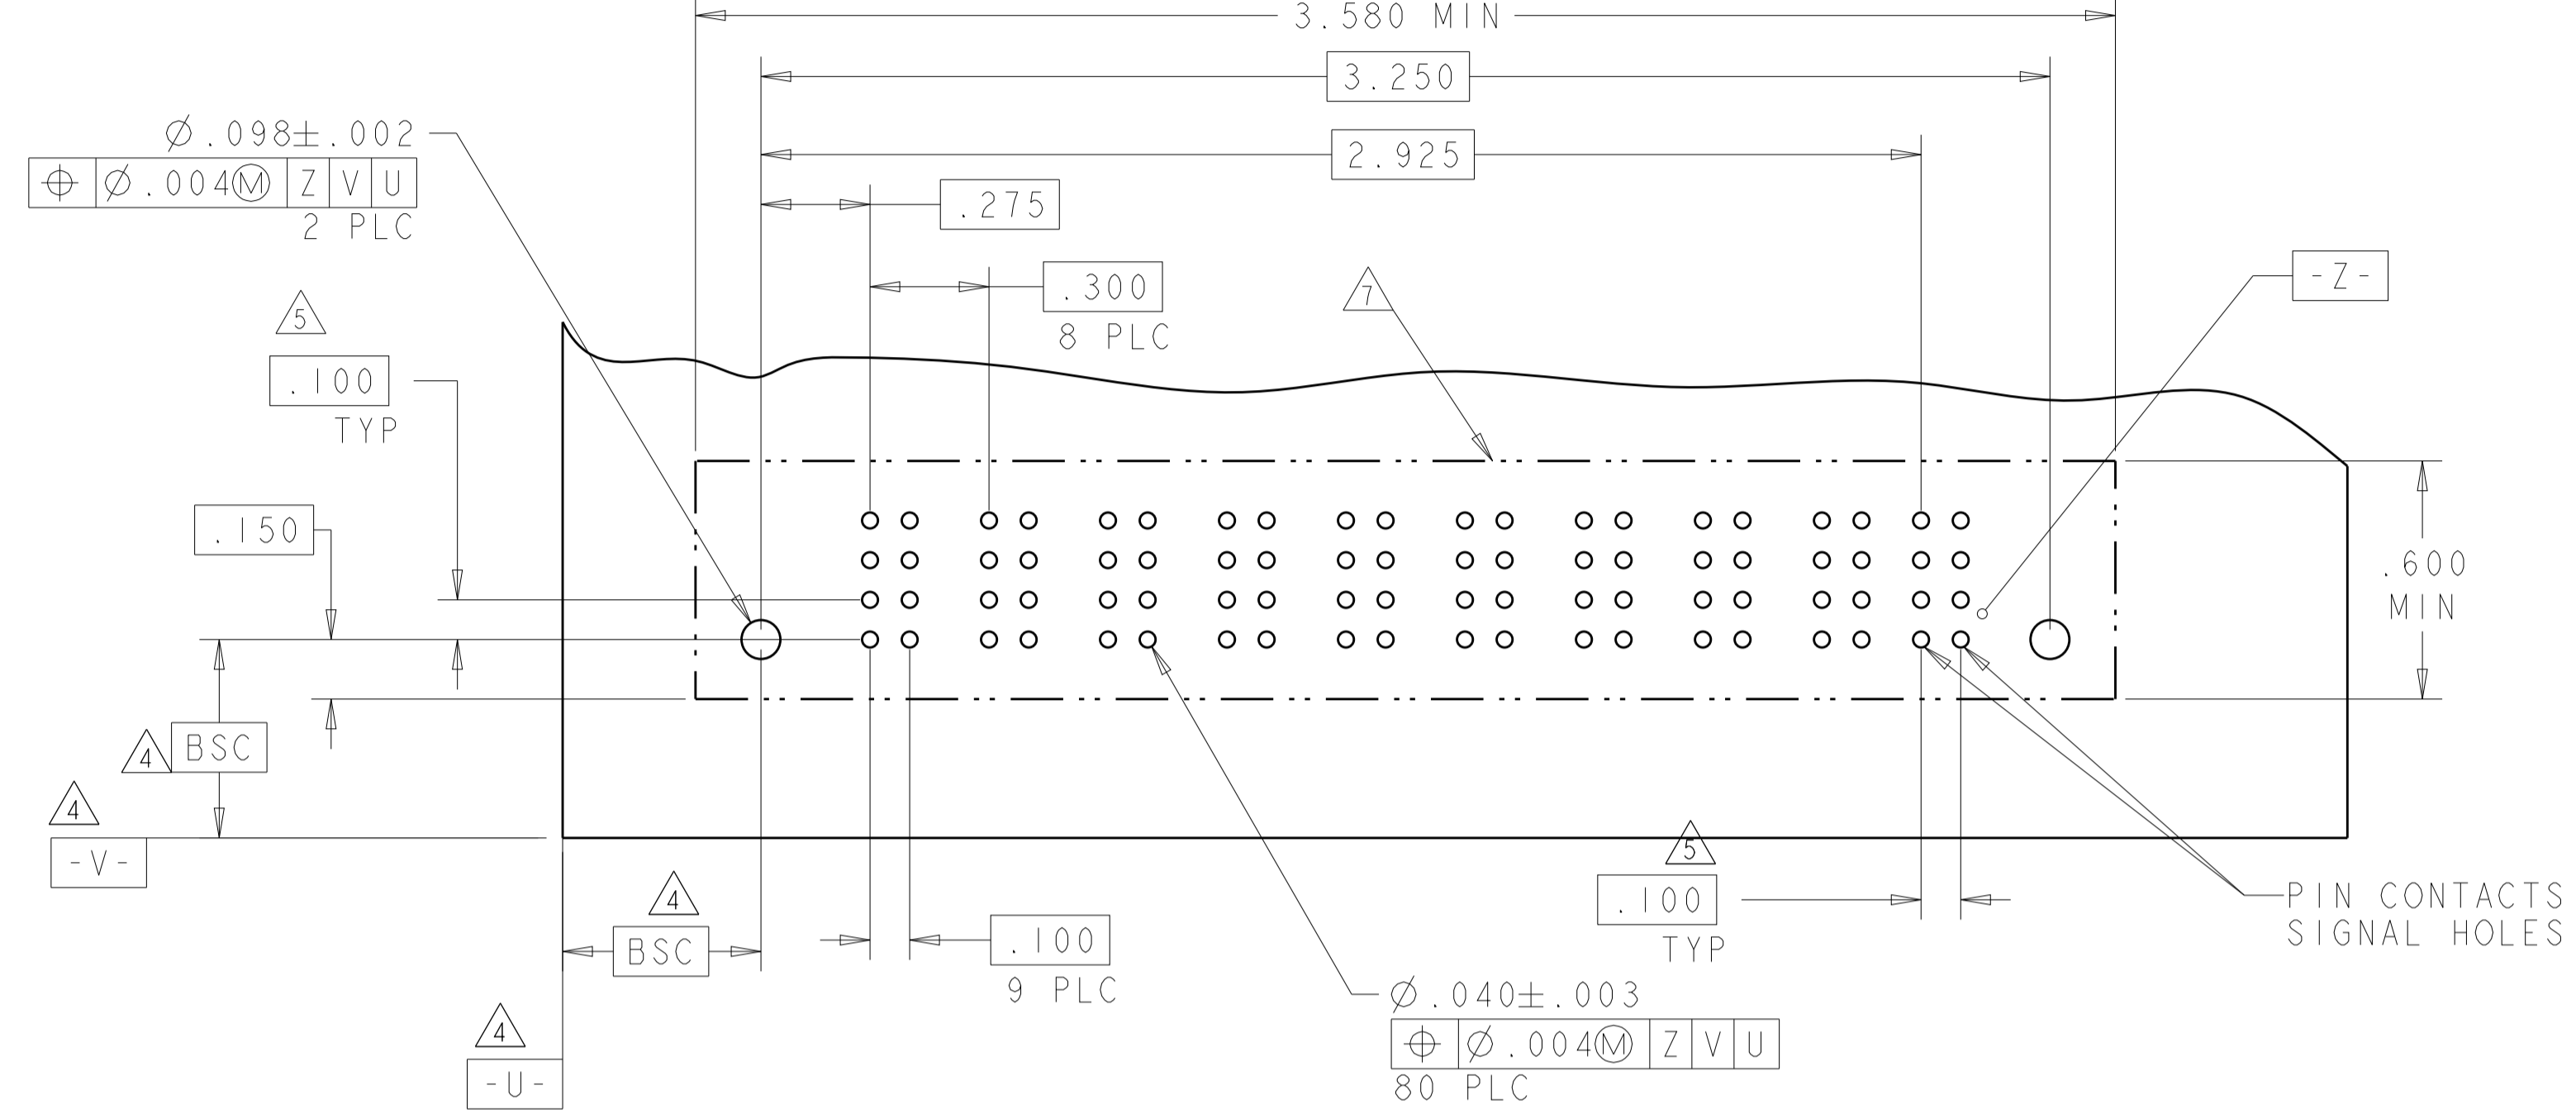 3.580 MIN
3.250
2.925
.275
.300
8 PLC
Ø.098±.002
⌖ Ø.004Ⓜ Z V U
2 PLC
5
.100
TYP
7
-Z-
.150
.600
MIN
4 BSC
4
-V-
4
BSC
4
-U-
.100
9 PLC
5
.100
TYP
PIN CONTACTS
SIGNAL HOLES
Ø.040±.003
⌖ Ø.004Ⓜ Z V U
80 PLC